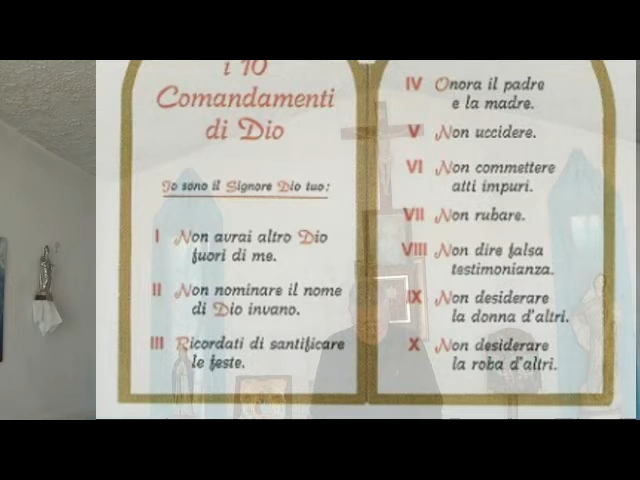 i 10
Comandamenti
di Dio
Io sono il Signore Dio tuo:
I Non avrai altro Dio
fuori di me.
II Non nominare il nome
di Dio invano.
III Ricordati di santificare
le feste.
IV Onora il padre
e la madre.
V Non uccidere.
VI Non commettere
atti impuri.
VII Non rubare.
VIII Non dire falsa
testimonianza.
IX Non desiderare
la donna d'altri.
X Non desiderare
la roba d'altri.